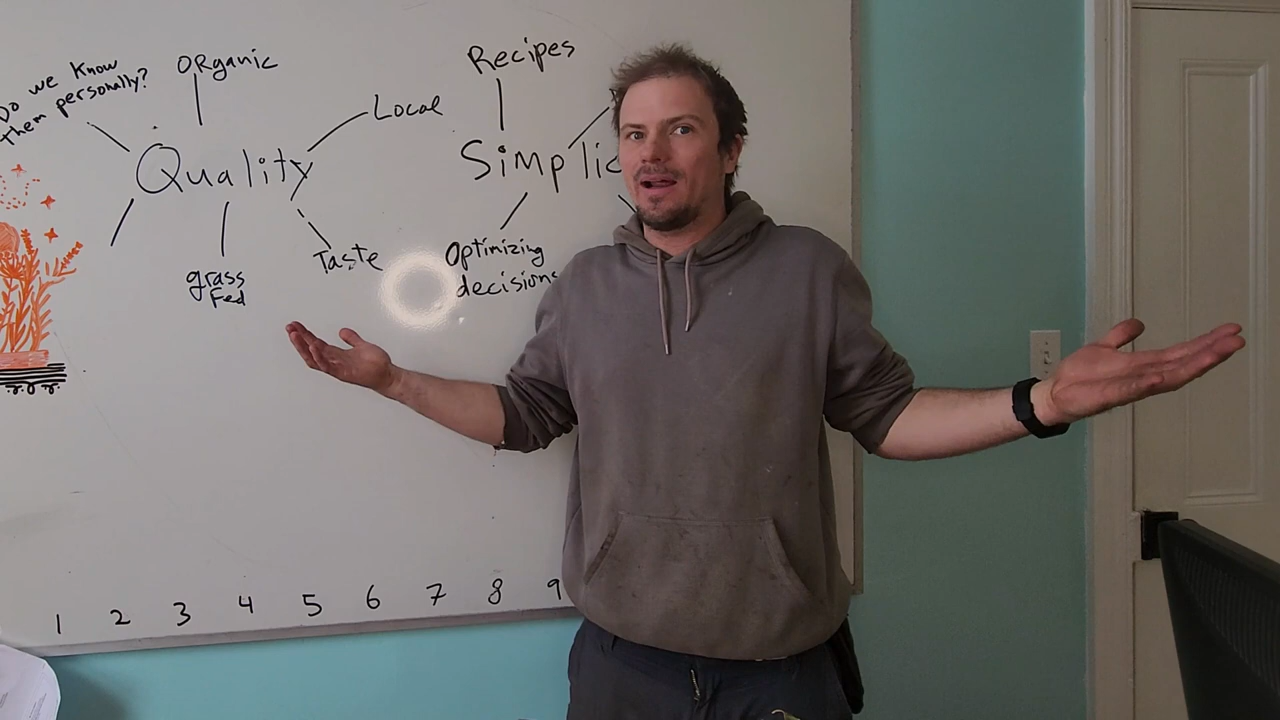 Do we Know
them personally?
ORganic
Local
Quality
grass
Fed
Taste
Recipes
Simplic
Optimizing
decisions
1 2 3 4 5 6 7 8 9